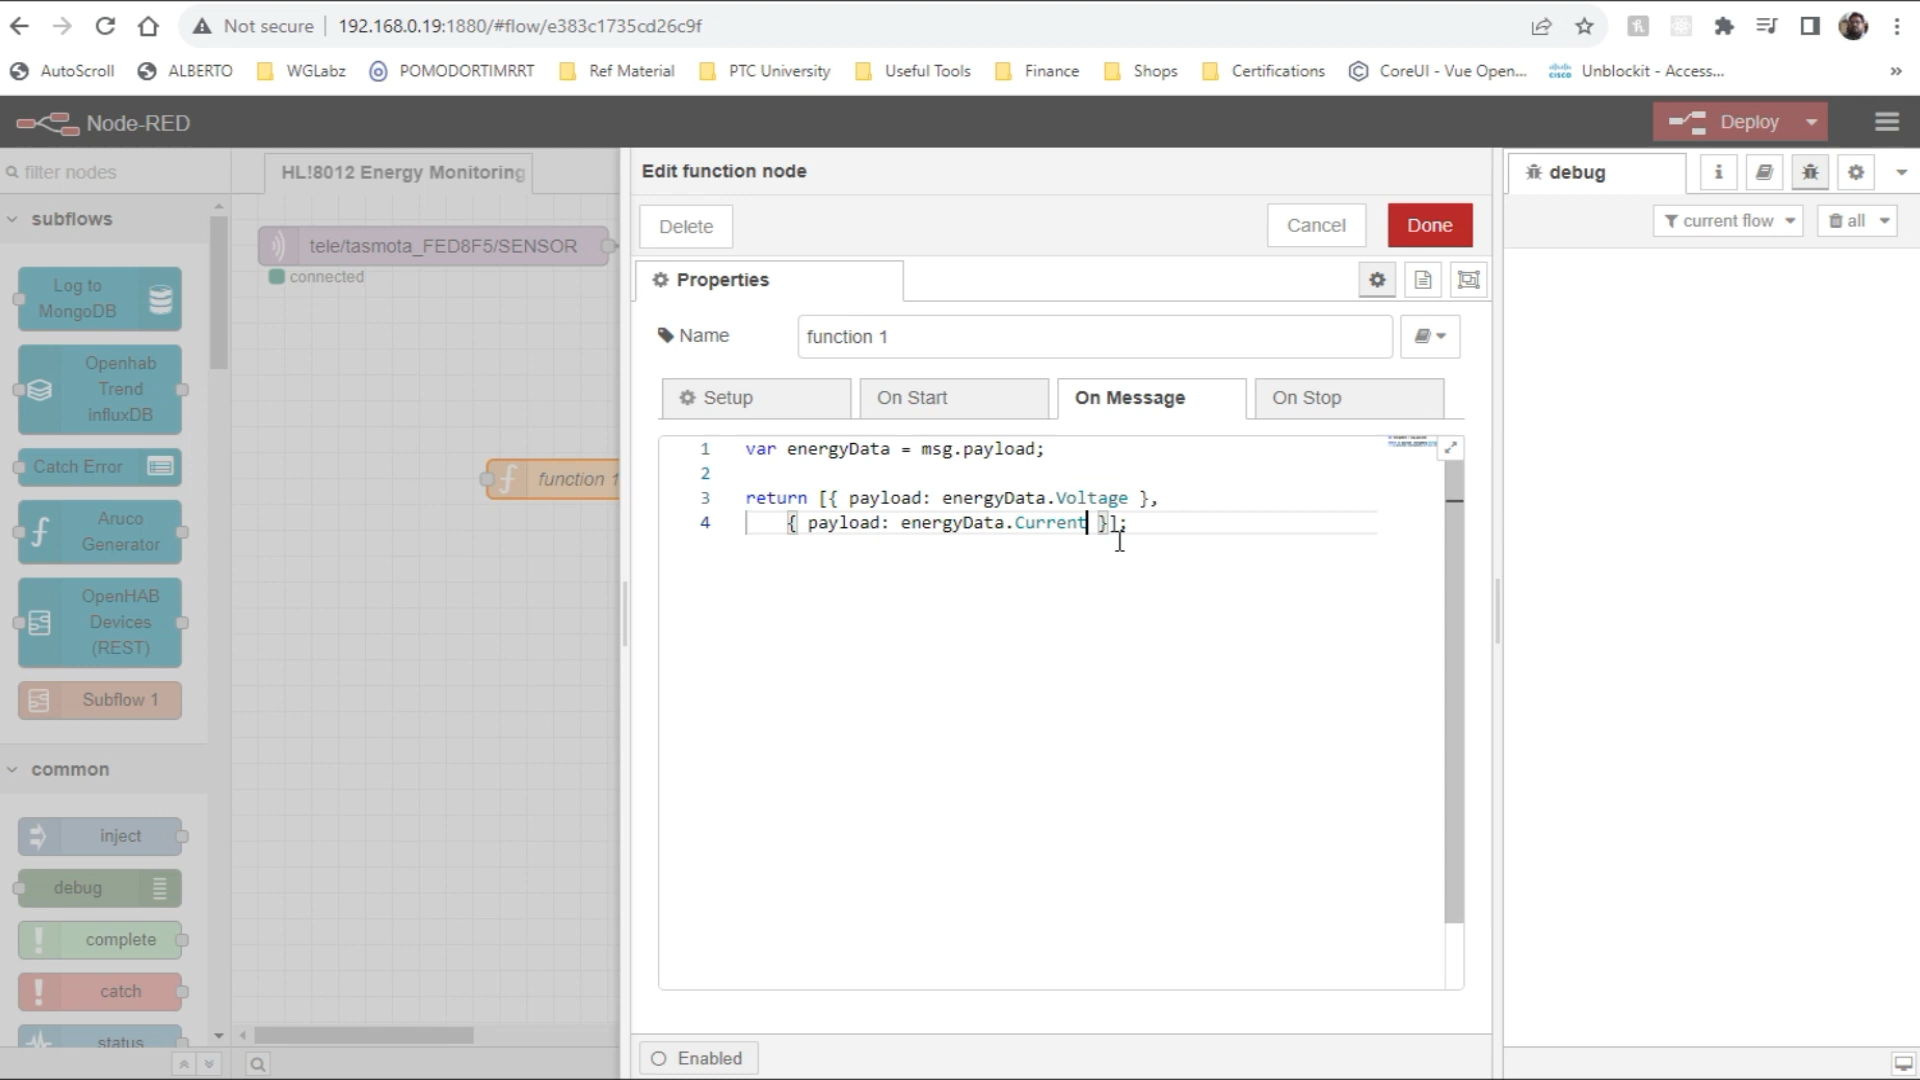 Not secure
192.168.0.19:1880/#flow/e383c1735cd26c9f
AutoScroll
ALBERTO
WGLabz
POMODORTIMRRT
Ref Material
PTC University
Useful Tools
Finance
Shops
Certifications
CoreUI - Vue Open...
Unblockit - Access...
»
Node-RED
Deploy
filter nodes
HL!8012 Energy Monitoring
Edit function node
debug
subflows
Delete
Cancel
Done
current flow
all
tele/tasmota_FED8F5/SENSOR
connected
Properties
Log to
MongoDB
Name
function 1
Openhab
Trend
influxDB
Setup
On Start
On Message
On Stop
Catch Error
function 1
Aruco
Generator
1 var energyData = msg.payload;
2
3 return [{ payload: energyData.Voltage },
4 { payload: energyData.Current }];
OpenHAB
Devices
(REST)
Subflow 1
common
inject
debug
complete
catch
status
Enabled